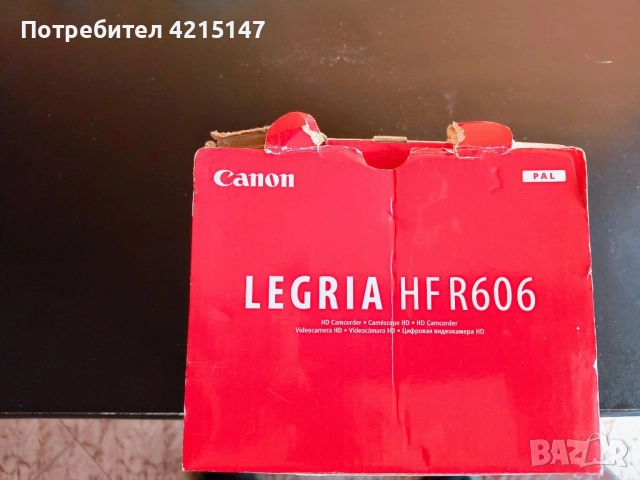 Потребител 4215147
Canon
PAL
LEGRIA HF R606
HD Camcorder • Caméscope HD • HD Camcorder
Videocamera HD • Videocámara HD • Цифровая видеокамера HD
BAZAR